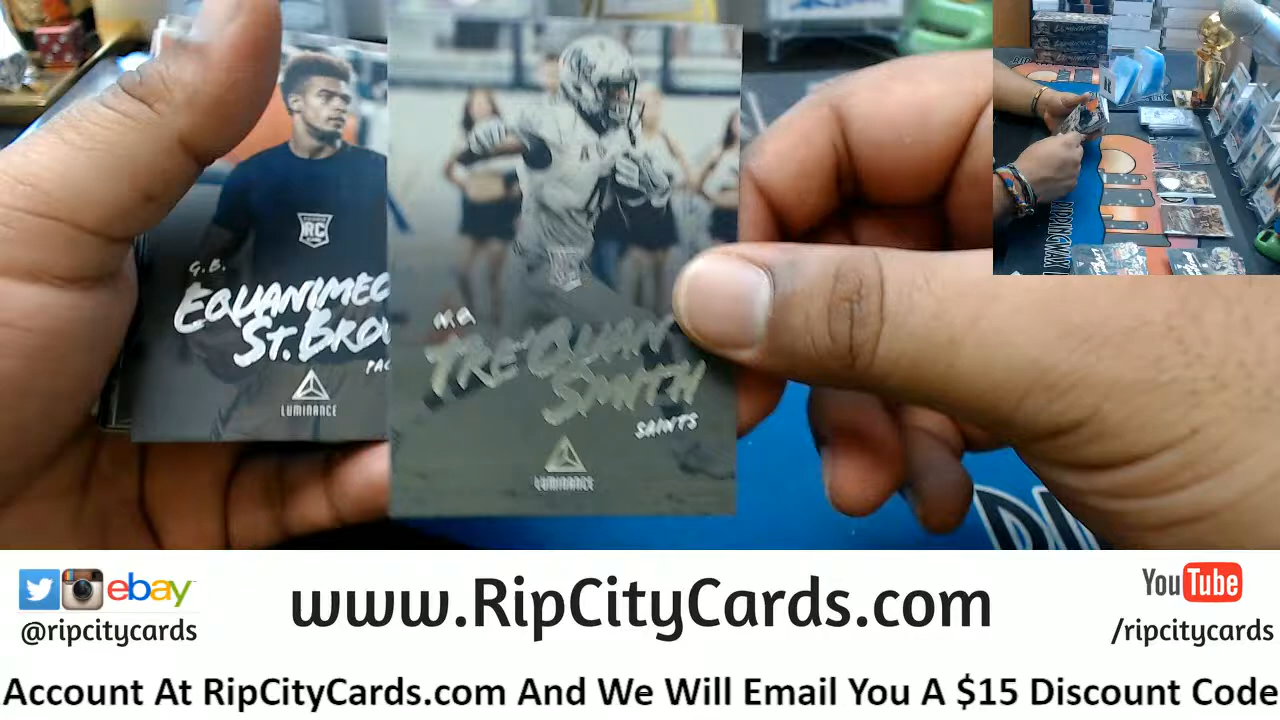 RC
G.B.
EQUANIMEO
ST. BROW
PAC
LUMINANCE
RC
N.O.
TRE'QUAN
SMITH
SAINTS
LUMINANCE
ebay
@ripcitycards
www.RipCityCards.com
YouTube
/ripcitycards
Account At RipCityCards.com And We Will Email You A $15 Discount Code